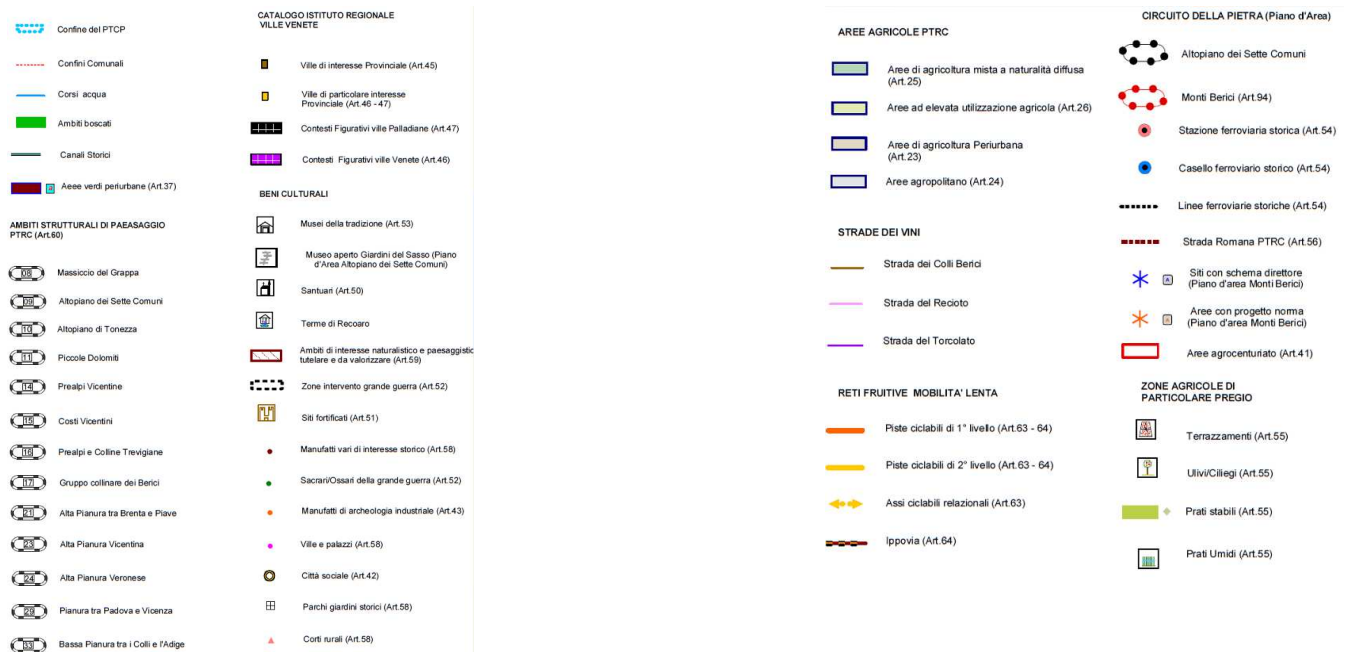 Confine del PTCP
Confini Comunali
Corsi acqua
Ambiti boscati
Canali Storici
Aeee verdi periurbane (Art.37)
AMBITI STRUTTURALI DI PAEASAGGIO
PTRC (Art.60)
08 Massiccio del Grappa
09 Altopiano dei Sette Comuni
10 Altopiano di Tonezza
11 Piccole Dolomiti
14 Prealpi Vicentine
15 Costi Vicentini
16 Prealpi e Colline Trevigiane
17 Gruppo collinare dei Berici
21 Alta Pianura tra Brenta e Piave
23 Alta Pianura Vicentina
24 Alta Pianura Veronese
29 Pianura tra Padova e Vicenza
33 Bassa Pianura tra i Colli e l'Adige
CATALOGO ISTITUTO REGIONALE
VILLE VENETE
Ville di interesse Provinciale (Art.45)
Ville di particolare interesse
Provinciale (Art.46 - 47)
Contesti Figurativi ville Palladiane (Art.47)
Contesti Figurativi ville Venete (Art.46)
BENI CULTURALI
Musei della tradizione (Art.53)
Museo aperto Giardini del Sasso (Piano
d'Area Altopiano dei Sette Comuni)
Santuari (Art.50)
Terme di Recoaro
Ambiti di interesse naturalistico e paesaggistic
tutelare e da valorizzare (Art.59)
Zone intervento grande guerra (Art.52)
Siti fortificati (Art.51)
Manufatti vari di interesse storico (Art.58)
Sacrari/Ossari della grande guerra (Art.52)
Manufatti di archeologia industriale (Art.43)
Ville e palazzi (Art.58)
Città sociale (Art.42)
Parchi giardini storici (Art.58)
Corti rurali (Art.58)
AREE AGRICOLE PTRC
Aree di agricoltura mista a naturalità diffusa
(Art.25)
Aree ad elevata utilizzazione agricola (Art.26)
Aree di agricoltura Periurbana
(Art.23)
Aree agropolitano (Art.24)
STRADE DEI VINI
Strada dei Colli Berici
Strada del Recioto
Strada del Torcolato
RETI FRUITIVE MOBILITA' LENTA
Piste ciclabili di 1° livello (Art.63 - 64)
Piste ciclabili di 2° livello (Art.63 - 64)
Assi ciclabili relazionali (Art.63)
Ippovia (Art.64)
CIRCUITO DELLA PIETRA (Piano d'Area)
Altopiano dei Sette Comuni
Monti Berici (Art.94)
Stazione ferroviaria storica (Art.54)
Casello ferroviario storico (Art.54)
Linee ferroviarie storiche (Art.54)
Strada Romana PTRC (Art.56)
Siti con schema direttore
(Piano d'area Monti Berici)
Aree con progetto norma
(Piano d'area Monti Berici)
Aree agrocenturiato (Art.41)
ZONE AGRICOLE DI
PARTICOLARE PREGIO
Terrazzamenti (Art.55)
Ulivi/Ciliegi (Art.55)
Prati stabili (Art.55)
Prati Umidi (Art.55)